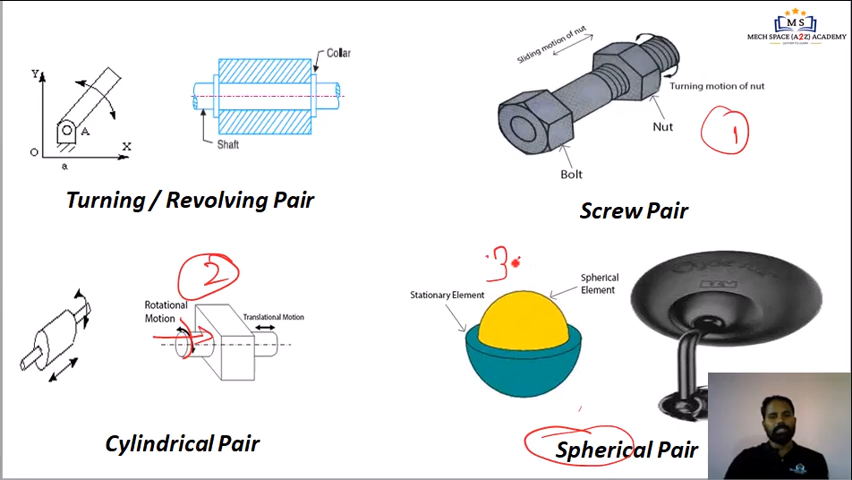 MS
MECH SPACE (A2Z) ACADEMY
Y
A
O
X
a
Collar
Shaft
Turning / Revolving Pair
Sliding motion of nut
Turning motion of nut
Nut
Bolt
1
Screw Pair
2
Rotational
Motion
Translational Motion
Cylindrical Pair
3
Stationary Element
Spherical
Element
Spherical Pair